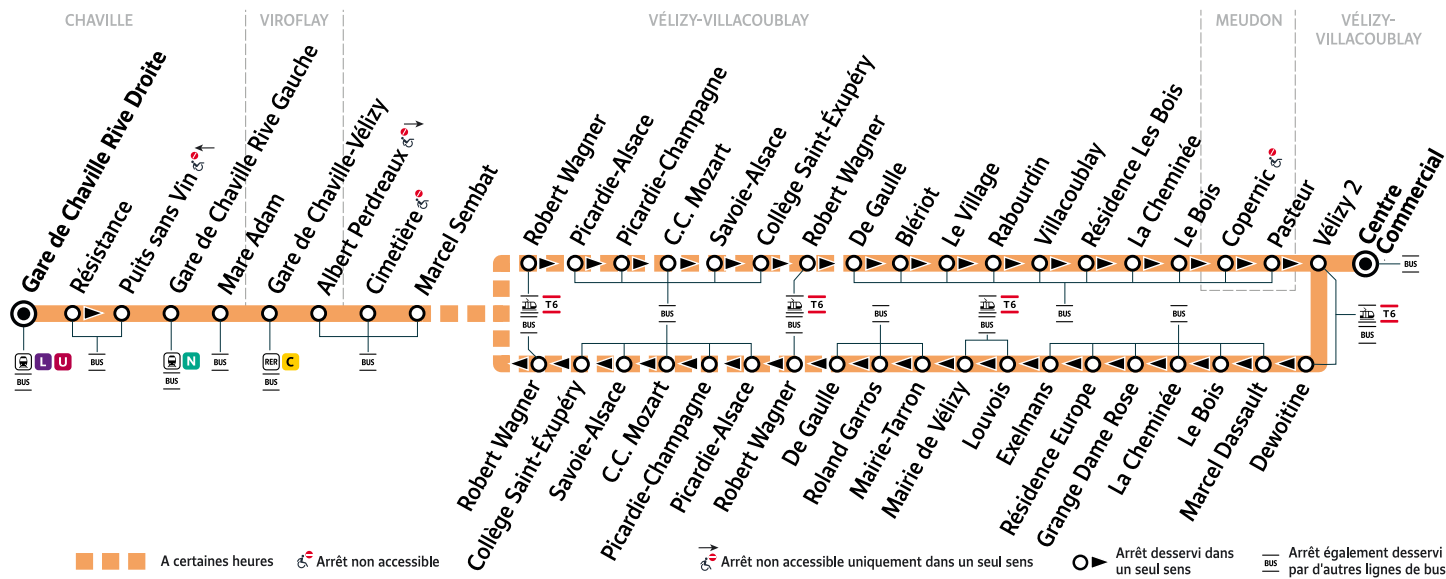 CHAVILLE
VIROFLAY
VÉLIZY-VILLACOUBLAY
MEUDON
VÉLIZY-
VILLACOUBLAY
Gare de Chaville Rive Droite
Résistance
Puits sans Vin
Gare de Chaville Rive Gauche
Mare Adam
Gare de Chaville-Vélizy
Albert Perdreaux
Cimetière
Marcel Sembat
Robert Wagner
Picardie-Alsace
Picardie-Champagne
C.C. Mozart
Savoie-Alsace
Collège Saint-Éxupéry
Robert Wagner
De Gaulle
Blériot
Le Village
Rabourdin
Villacoublay
Résidence Les Bois
La Cheminée
Le Bois
Copernic
Pasteur
Vélizy 2
Centre
Commercial
BUS
T6
BUS
BUS
T6
BUS
BUS
T6
BUS
BUS
BUS
T6
BUS
L U
BUS
BUS
N
BUS
BUS
RER C
BUS
BUS
Robert Wagner
Collège Saint-Éxupéry
Savoie-Alsace
C.C. Mozart
Picardie-Champagne
Picardie-Alsace
Robert Wagner
De Gaulle
Roland Garros
Mairie-Tarron
Mairie de Vélizy
Louvois
Exelmans
Résidence Europe
Grange Dame Rose
La Cheminée
Le Bois
Marcel Dassault
Dewoitine
A certaines heures
Arrêt non accessible
Arrêt non accessible uniquement dans un seul sens
Arrêt desservi dans
un seul sens
BUS
Arrêt également desservi
par d'autres lignes de bus